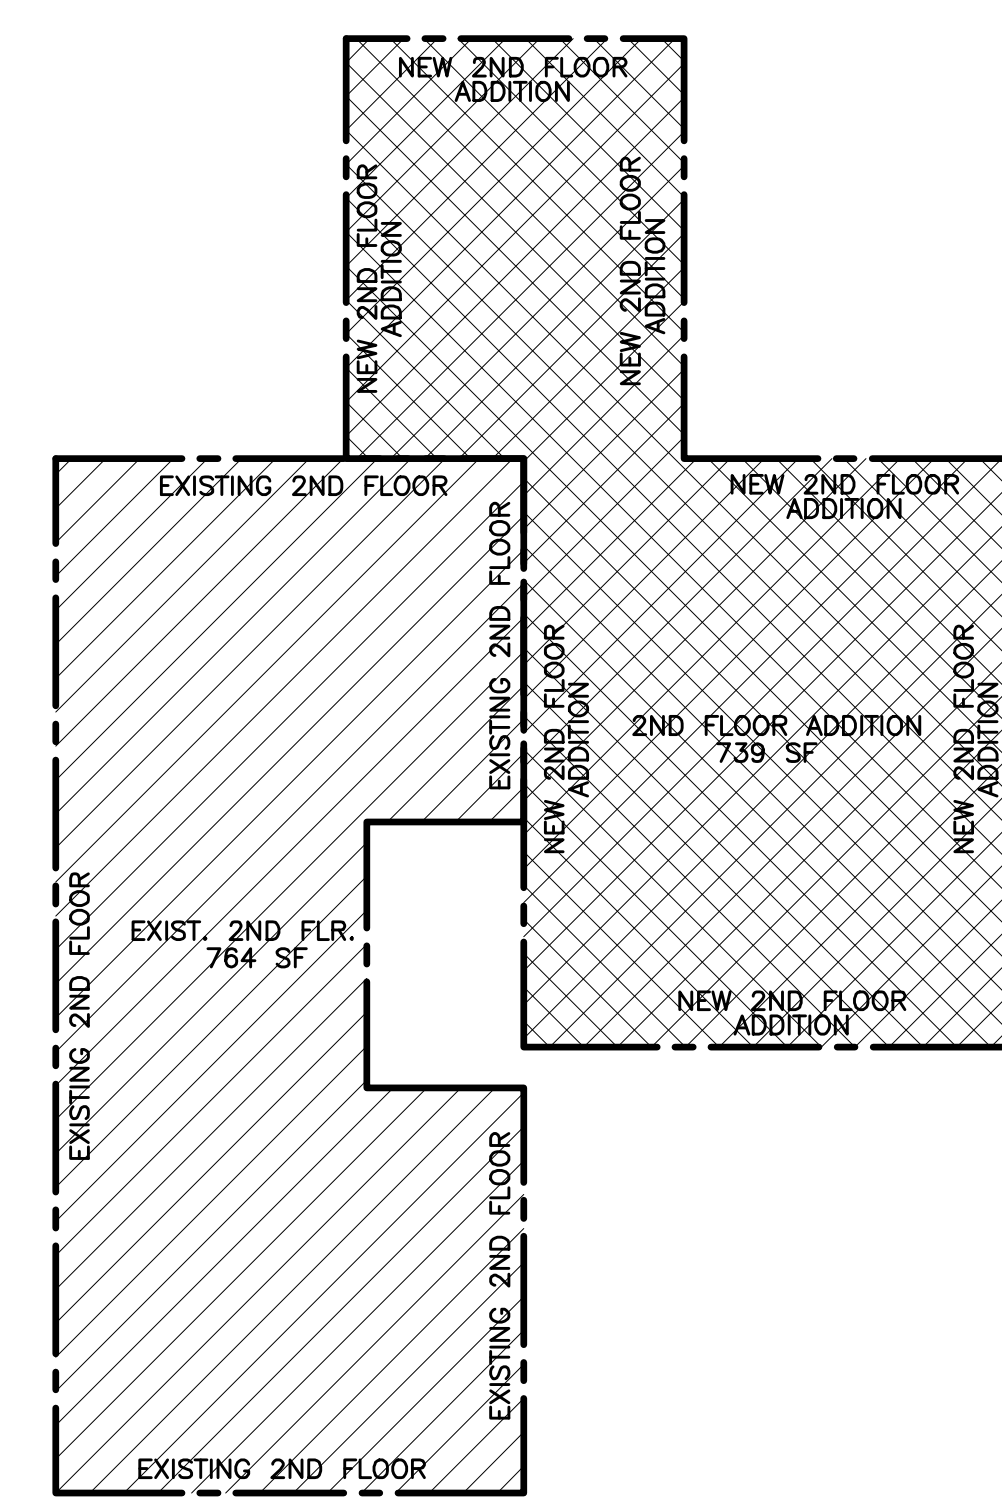 NEW 2ND FLOOR
ADDITION
NEW 2ND FLOOR
ADDITION
NEW 2ND FLOOR
ADDITION
EXISTING 2ND FLOOR
NEW 2ND FLOOR
ADDITION
EXISTING 2ND FLOOR
NEW 2ND FLOOR
ADDITION
2ND FLOOR ADDITION
739 SF
NEW 2ND FLOOR
ADDITION
EXISTING 2ND FLOOR
EXIST. 2ND FLR.
764 SF
NEW 2ND FLOOR
ADDITION
EXISTING 2ND FLOOR
EXISTING 2ND FLOOR